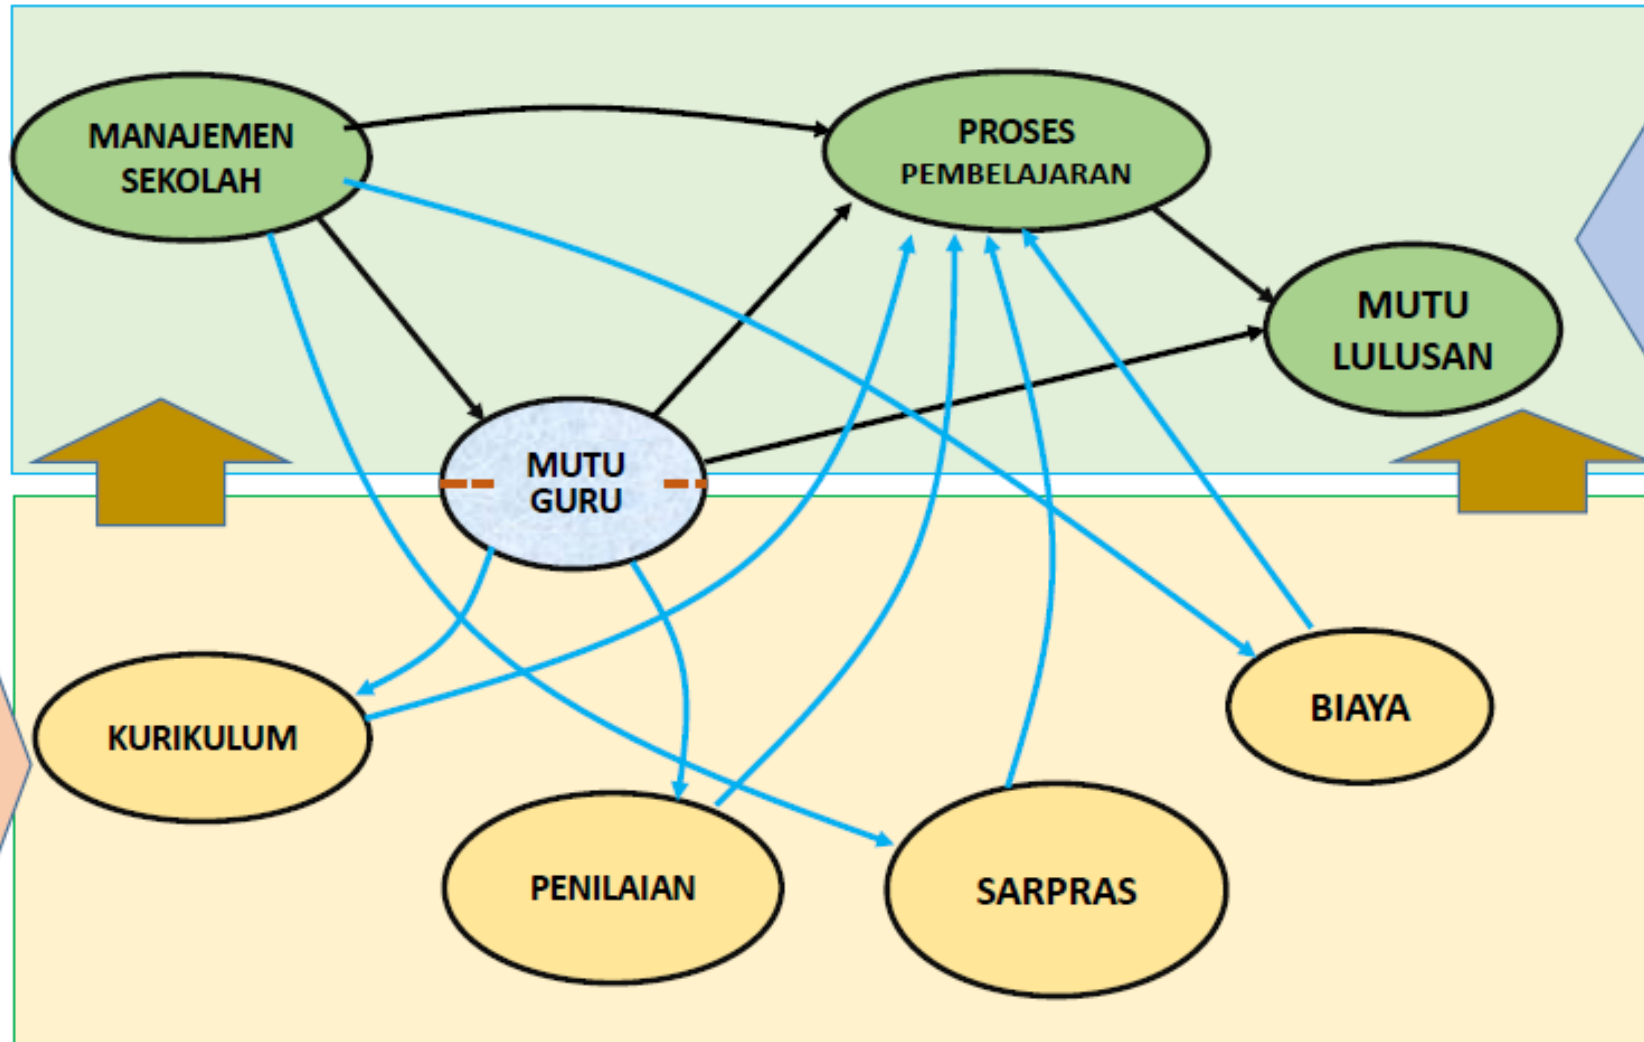 MANAJEMEN
SEKOLAH
PROSES
PEMBELAJARAN
MUTU
LULUSAN
MUTU
GURU
KURIKULUM
BIAYA
PENILAIAN
SARPRAS